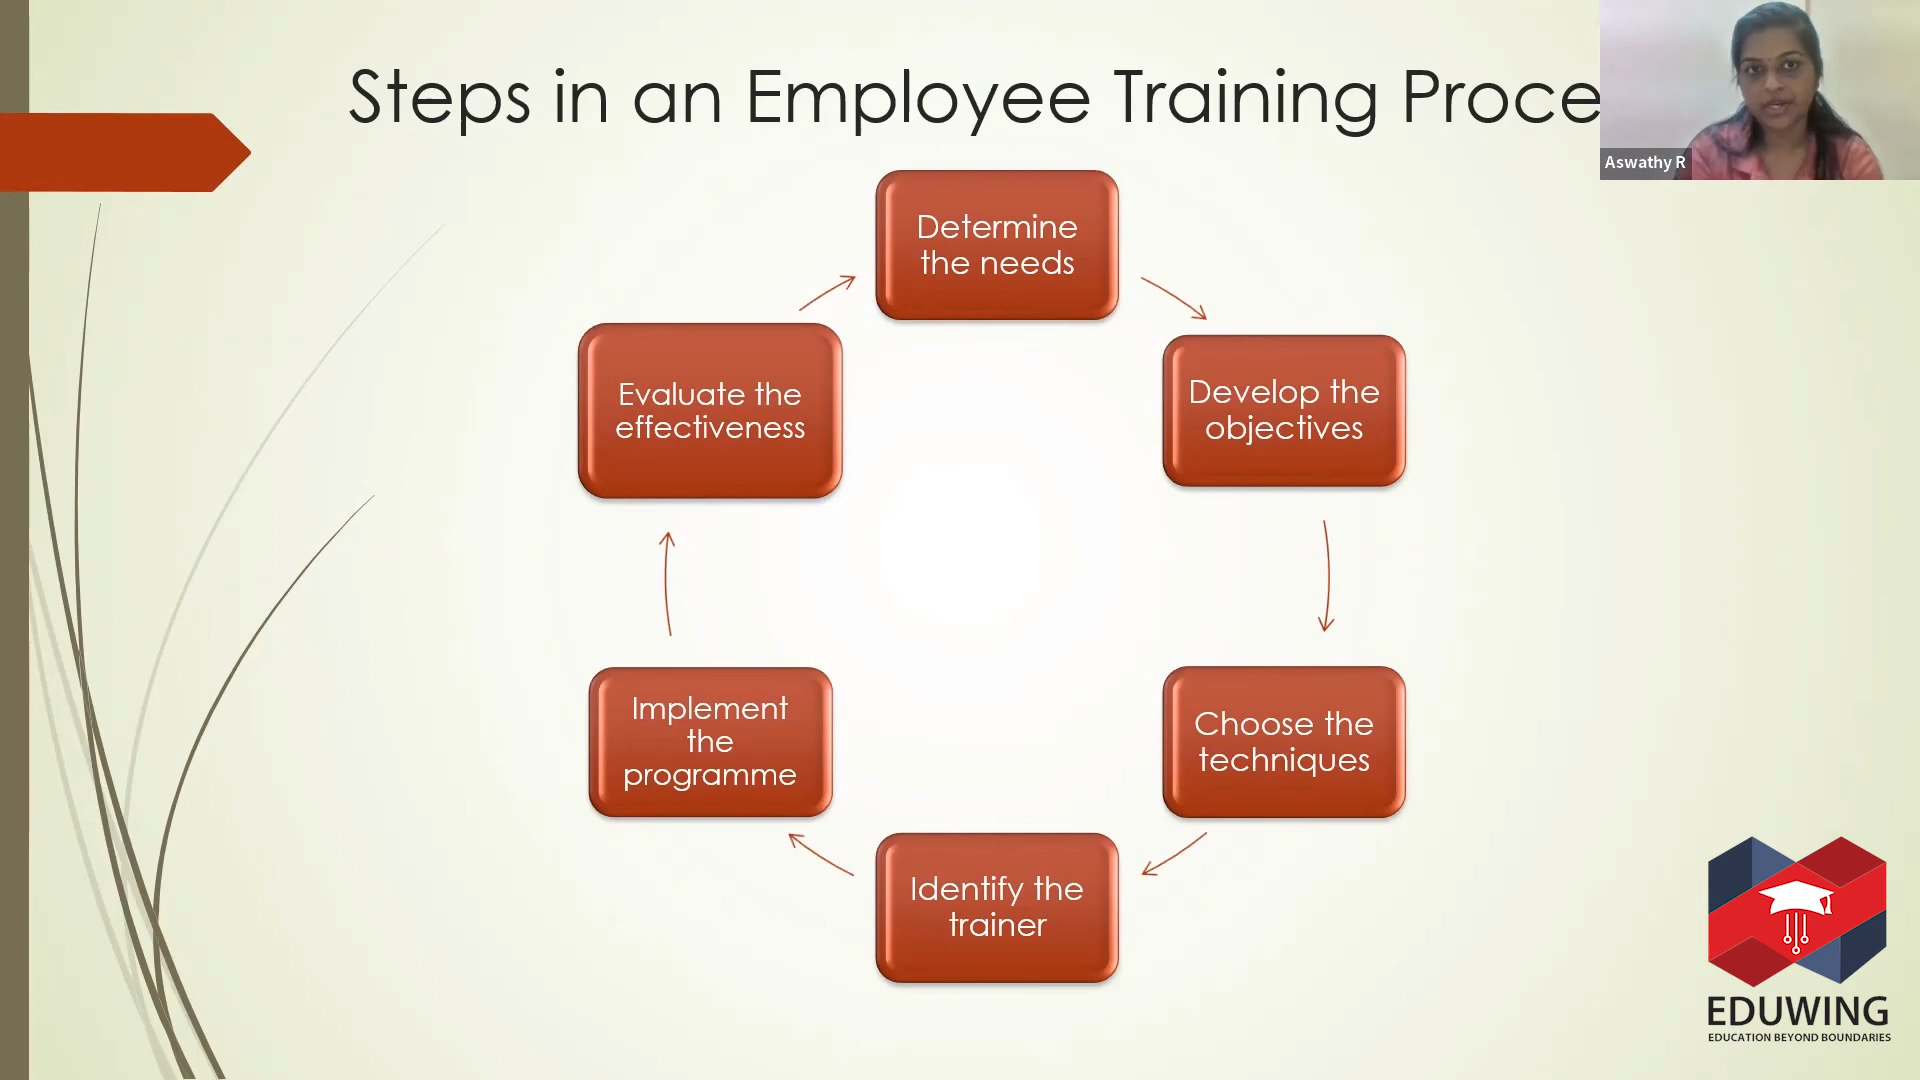 Steps in an Employee Training Proce
Aswathy R
Determine
the needs
Develop the
objectives
Choose the
techniques
Identify the
trainer
Implement
the
programme
Evaluate the
effectiveness
EDUWING
EDUCATION BEYOND BOUNDARIES